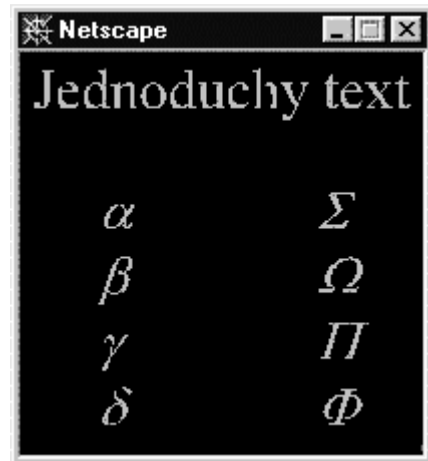 Netscape
Jednoduchy text
α Σ
β Ω
γ Π
δ Φ